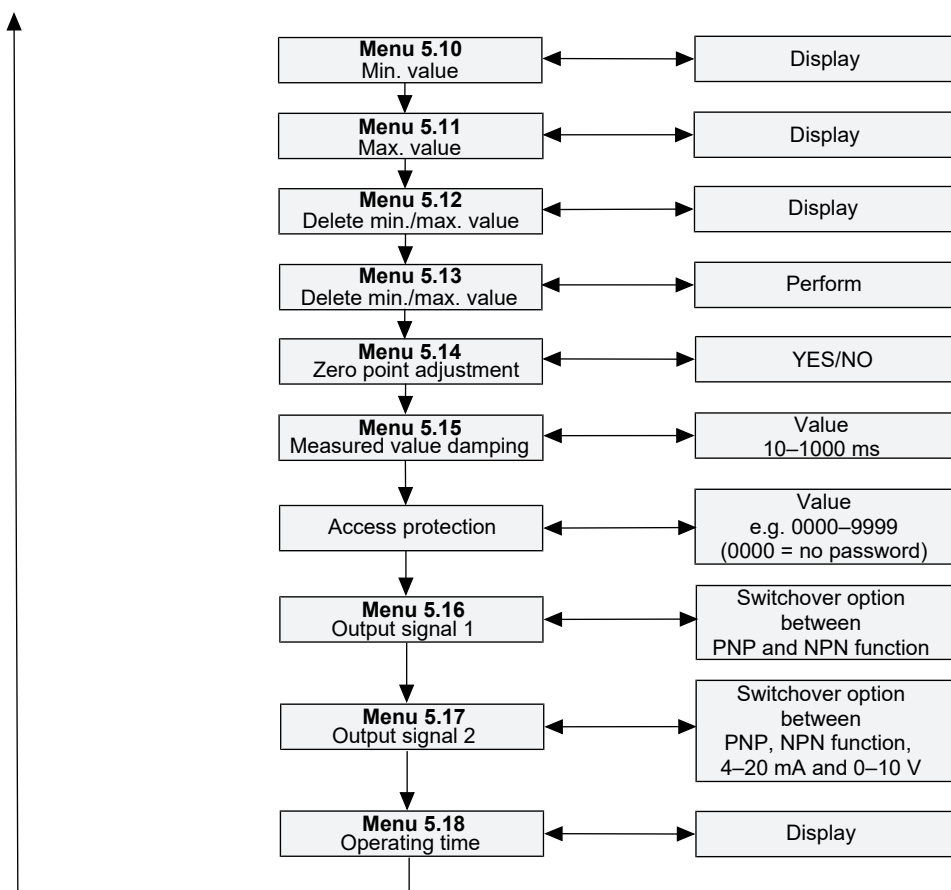 Menu 5.10
Min. value
Display
Menu 5.11
Max. value
Display
Menu 5.12
Delete min./max. value
Display
Menu 5.13
Delete min./max. value
Perform
Menu 5.14
Zero point adjustment
YES/NO
Menu 5.15
Measured value damping
Value
10–1000 ms
Access protection
Value
e.g. 0000–9999
(0000 = no password)
Menu 5.16
Output signal 1
Switchover option
between
PNP and NPN function
Menu 5.17
Output signal 2
Switchover option
between
PNP, NPN function,
4–20 mA and 0–10 V
Menu 5.18
Operating time
Display